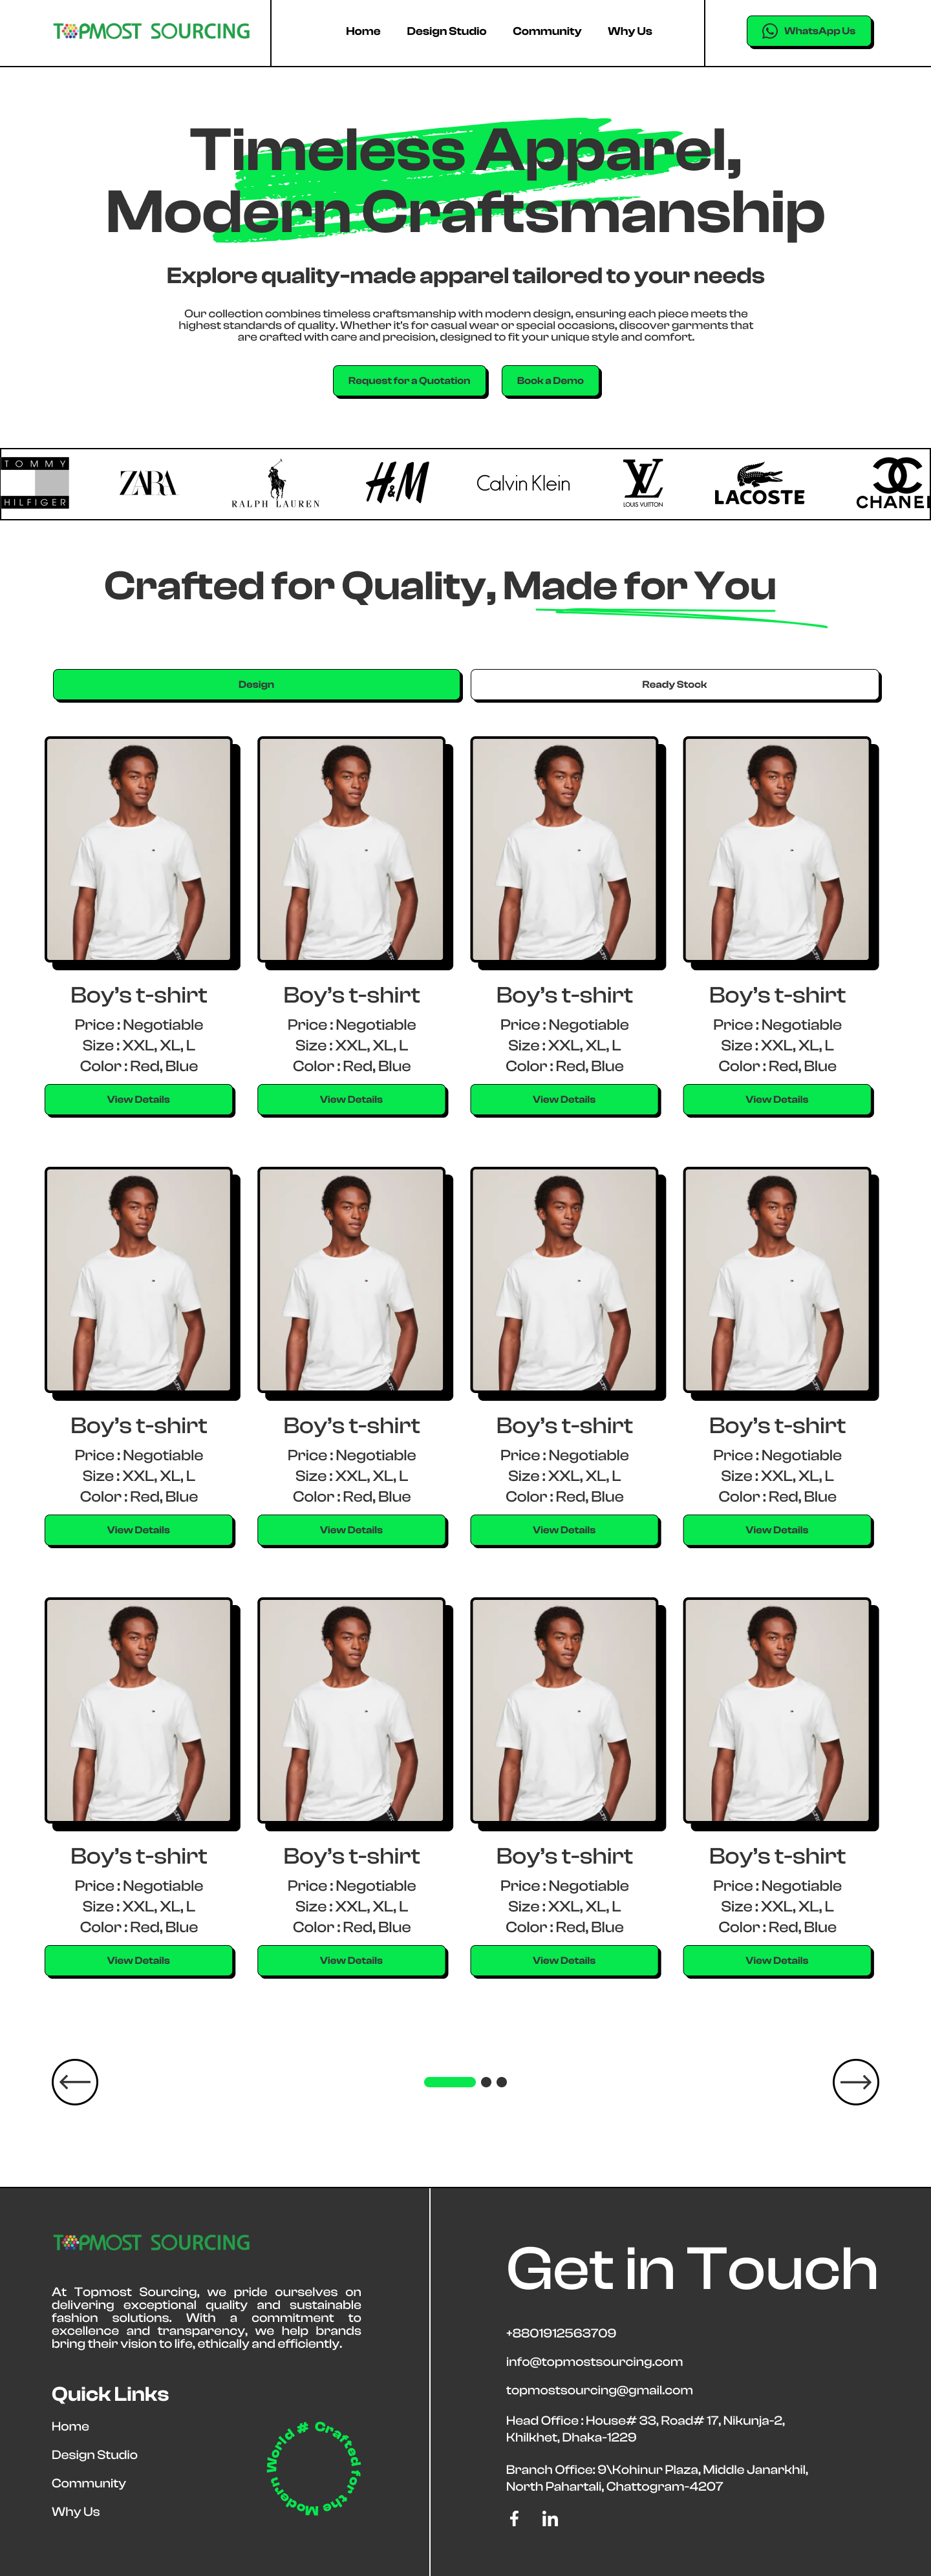 TOPMOST SOURCING
Home Design Studio Community Why Us
WhatsApp Us
Timeless Apparel,
Modern Craftsmanship
Explore quality-made apparel tailored to your needs
Our collection combines timeless craftsmanship with modern design, ensuring each piece meets the
highest standards of quality. Whether it's for casual wear or special occasions, discover garments that
are crafted with care and precision, designed to fit your unique style and comfort.
Request for a Quotation Book a Demo
TOMMY
HILFIGER
ZARA
RALPH LAUREN
H&M
Calvin Klein
LV
LOUIS VUITTON
LACOSTE
CHANEL
Crafted for Quality, Made for You
Design Ready Stock
Boy’s t-shirt Boy’s t-shirt Boy’s t-shirt Boy’s t-shirt
Price : Negotiable Price : Negotiable Price : Negotiable Price : Negotiable
Size : XXL, XL, L Size : XXL, XL, L Size : XXL, XL, L Size : XXL, XL, L
Color : Red, Blue Color : Red, Blue Color : Red, Blue Color : Red, Blue
View Details View Details View Details View Details
Boy’s t-shirt Boy’s t-shirt Boy’s t-shirt Boy’s t-shirt
Price : Negotiable Price : Negotiable Price : Negotiable Price : Negotiable
Size : XXL, XL, L Size : XXL, XL, L Size : XXL, XL, L Size : XXL, XL, L
Color : Red, Blue Color : Red, Blue Color : Red, Blue Color : Red, Blue
View Details View Details View Details View Details
Boy’s t-shirt Boy’s t-shirt Boy’s t-shirt Boy’s t-shirt
Price : Negotiable Price : Negotiable Price : Negotiable Price : Negotiable
Size : XXL, XL, L Size : XXL, XL, L Size : XXL, XL, L Size : XXL, XL, L
Color : Red, Blue Color : Red, Blue Color : Red, Blue Color : Red, Blue
View Details View Details View Details View Details
TOPMOST SOURCING
At Topmost Sourcing, we pride ourselves on
delivering exceptional quality and sustainable
fashion solutions. With a commitment to
excellence and transparency, we help brands
bring their vision to life, ethically and efficiently.
Quick Links
Home
Design Studio
Community
Why Us
# Crafted for the Modern World
Get in Touch
+8801912563709
info@topmostsourcing.com
topmostsourcing@gmail.com
Head Office : House# 33, Road# 17, Nikunja-2,
Khilkhet, Dhaka-1229
Branch Office: 9\Kohinur Plaza, Middle Janarkhil,
North Pahartali, Chattogram-4207
f in